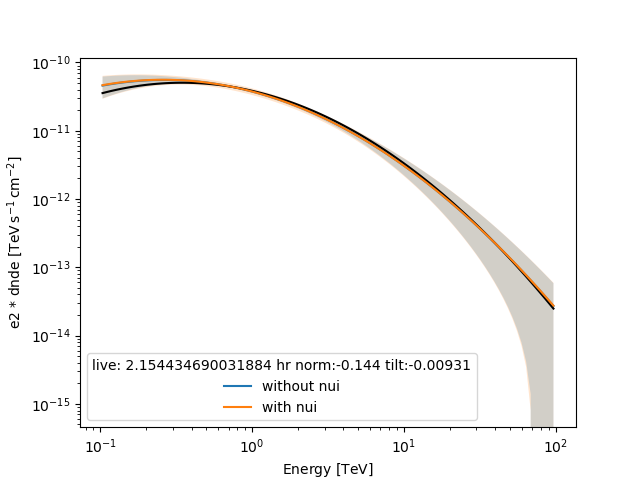 10⁻¹⁰
10⁻¹¹
10⁻¹²
10⁻¹³
10⁻¹⁴
10⁻¹⁵
e2 * dnde [TeV s⁻¹ cm⁻²]
live: 2.154434690031884 hr norm:-0.144 tilt:-0.00931
without nui
with nui
10⁻¹ 10⁰ 10¹ 10²
Energy [TeV]